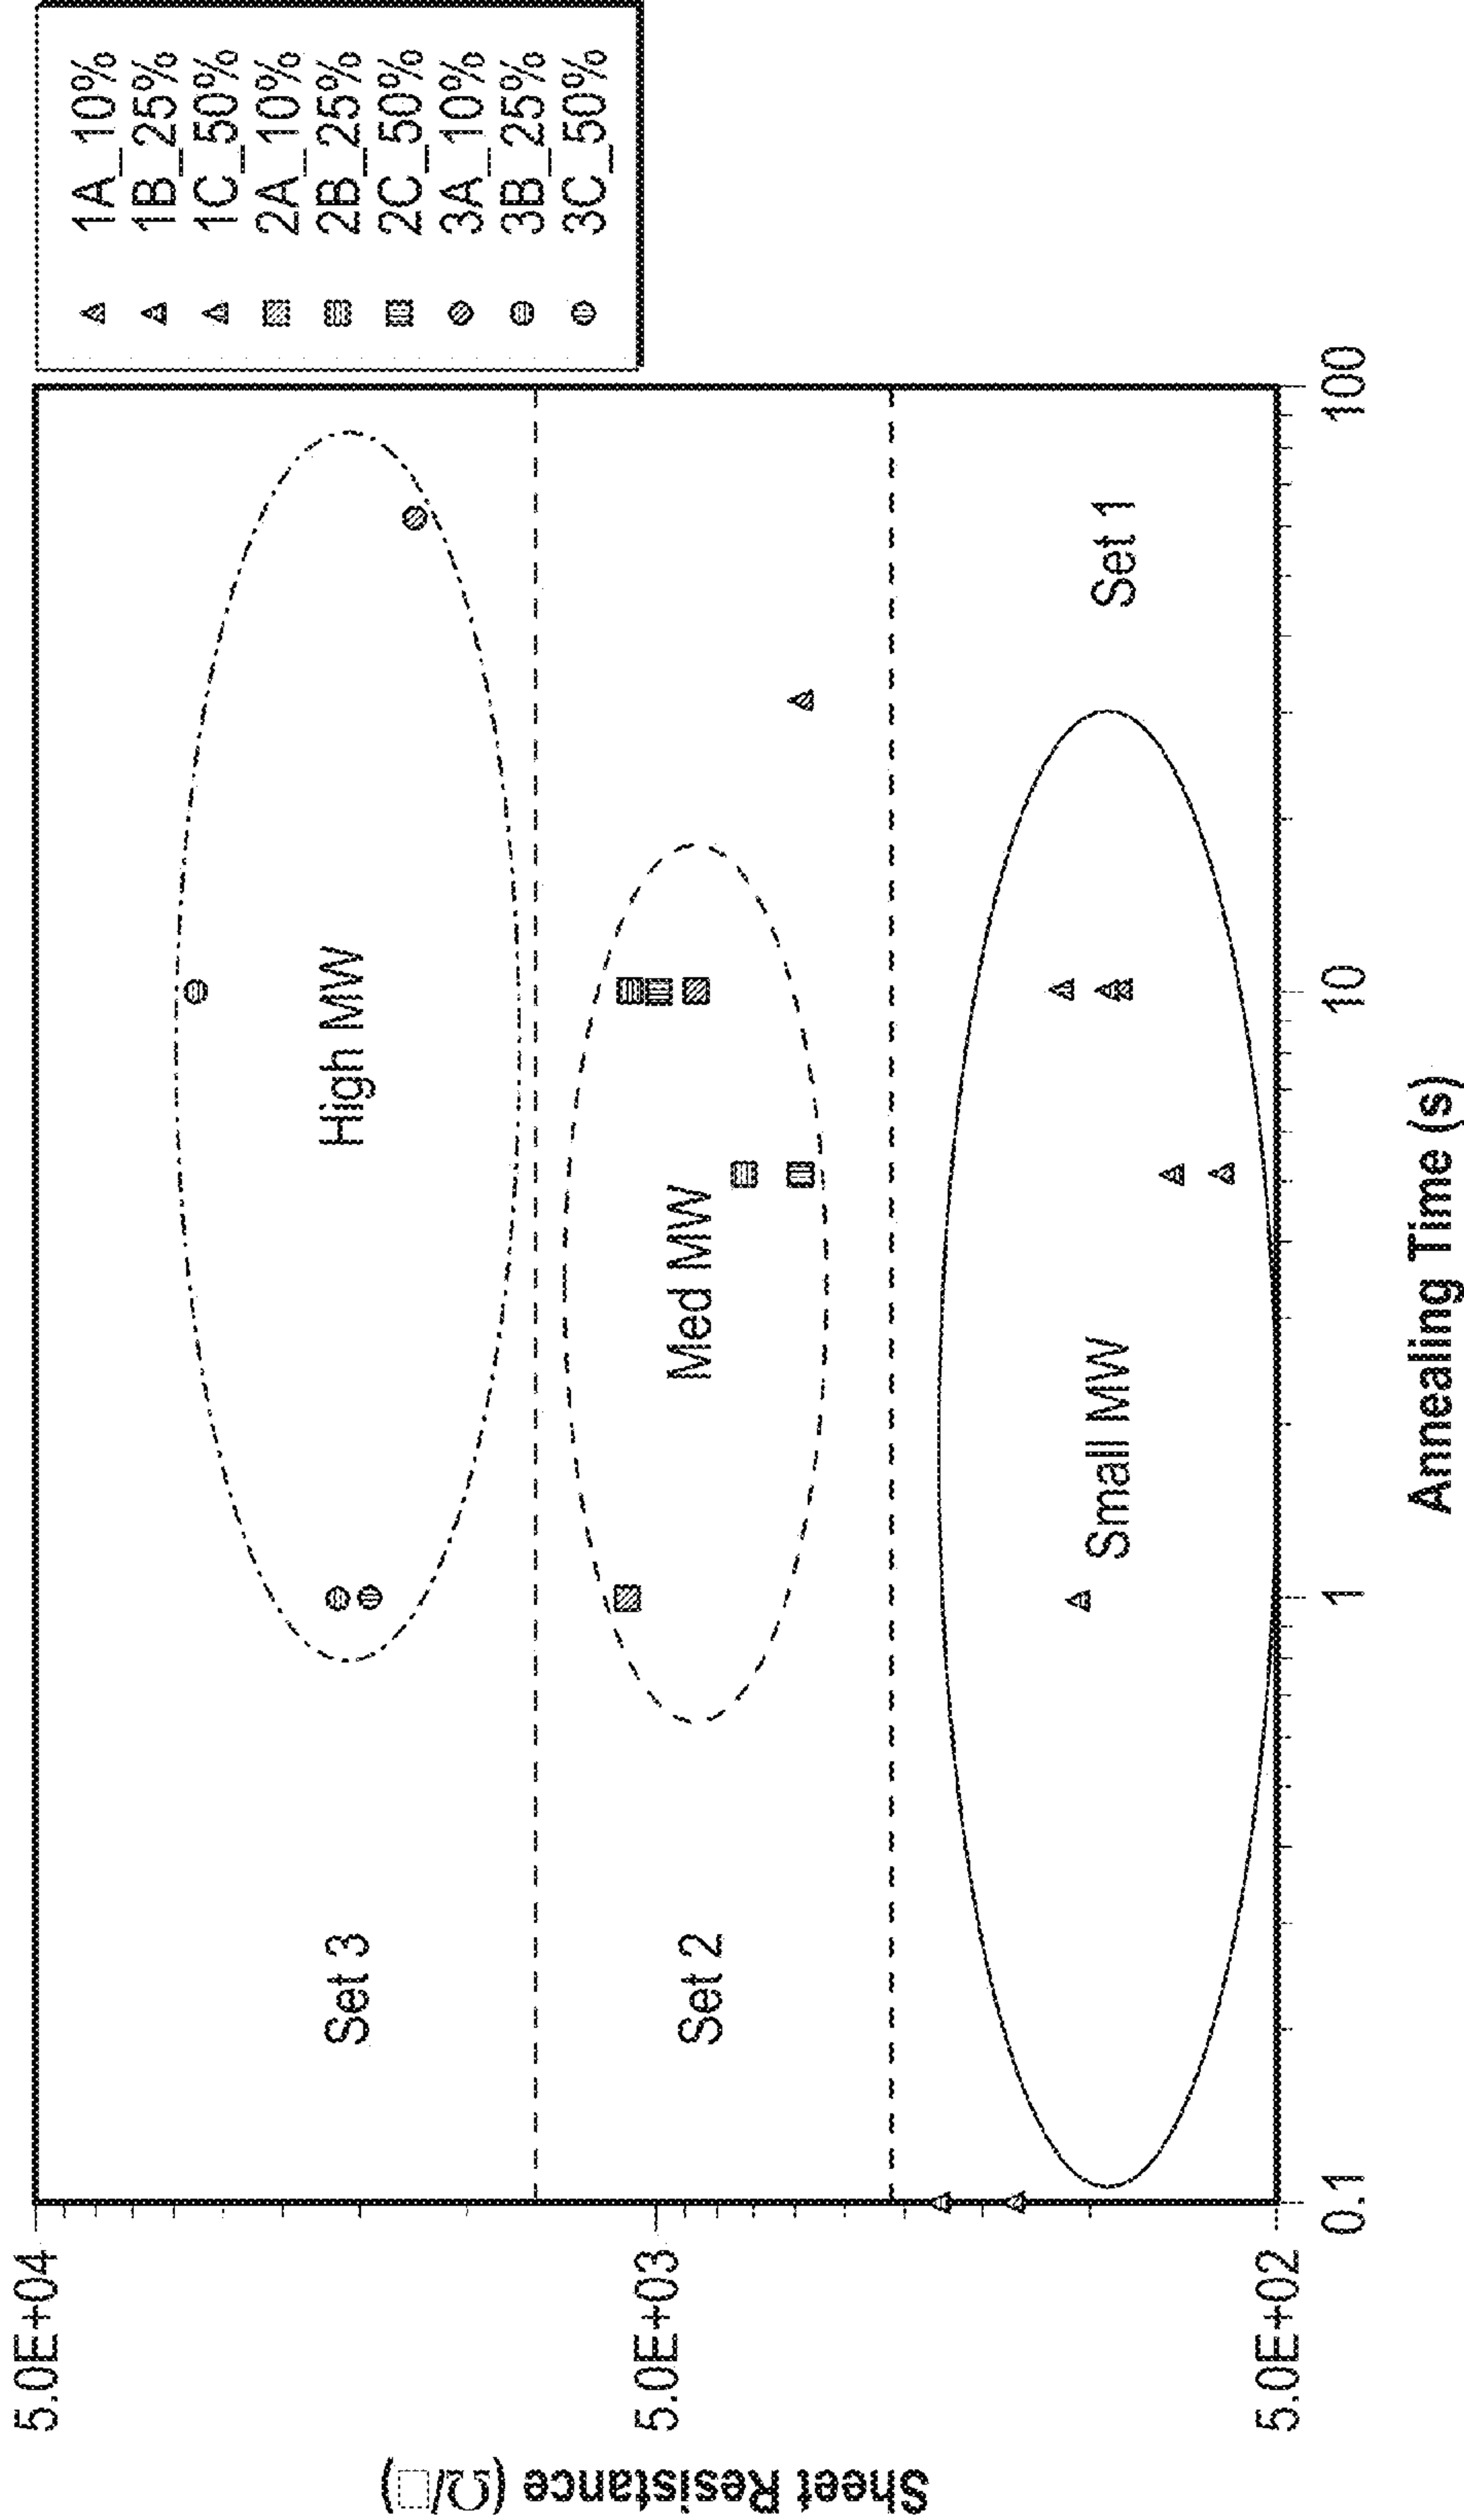 1A_10%
1B_25%
1C_50%
2A_10%
2B_25%
2C_50%
3A_10%
3B_25%
3C_50%
5.0E+04
5.0E+03
5.0E+02
Sheet Resistance (Ω/□)
Set 3
High MW
Set 2
Med MW
Small MW
Set 1
0.1
1
10
100
Annealing Time (s)